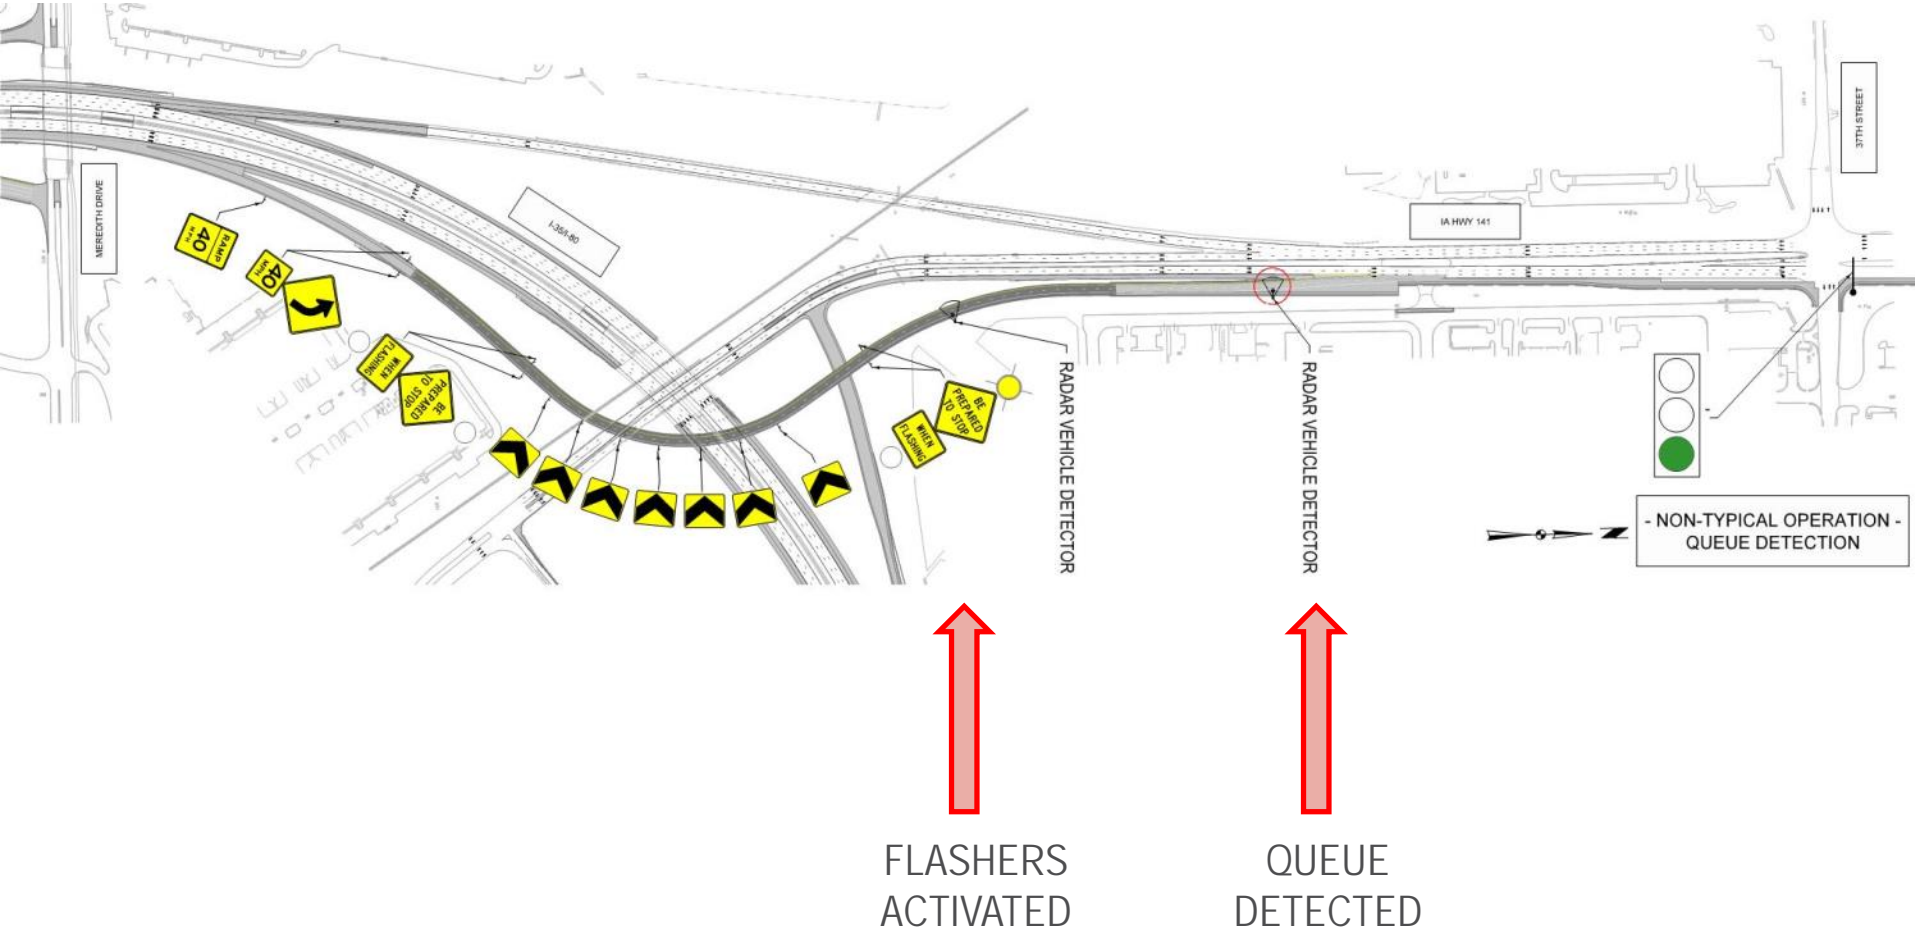 MEREDITH DRIVE
I-35/I-80
IA HWY 141
37TH STREET
RAMP
40
MPH
40
MPH
BE
PREPARED
TO STOP
WHEN
FLASHING
BE
PREPARED
TO STOP
WHEN
FLASHING
RADAR VEHICLE DETECTOR
RADAR VEHICLE DETECTOR
- NON-TYPICAL OPERATION -
QUEUE DETECTION
FLASHERS
ACTIVATED
QUEUE
DETECTED